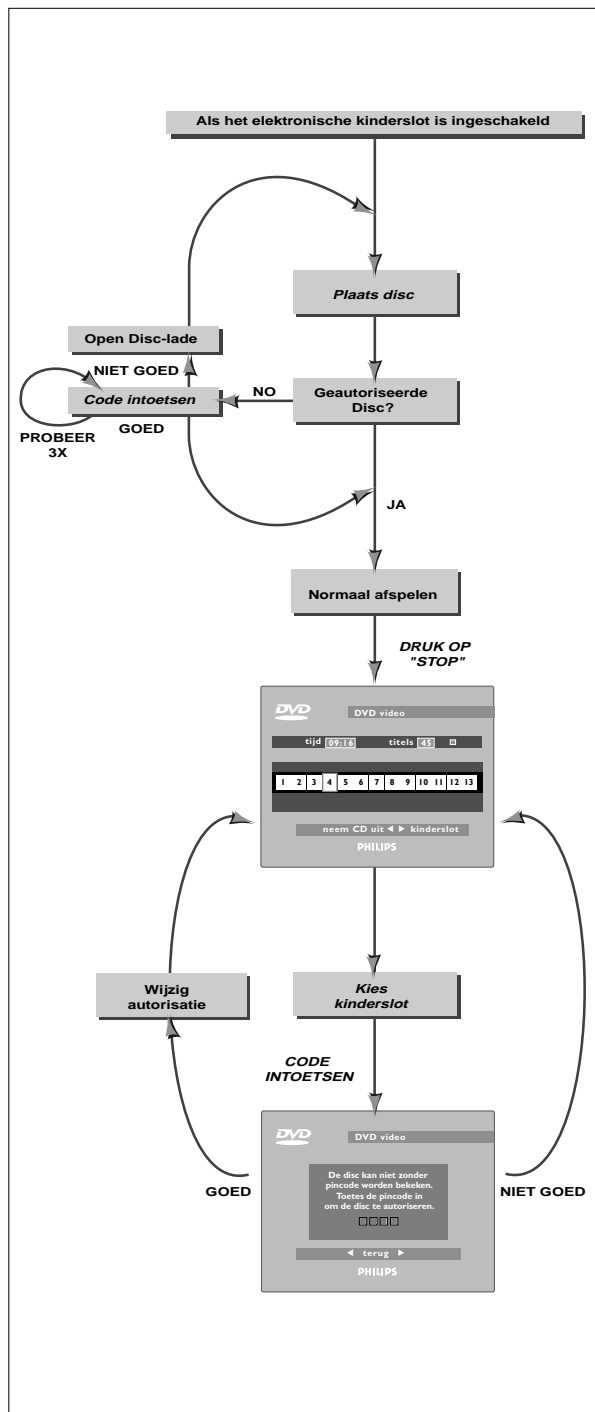 Als het elektronische kinderslot is ingeschakeld
Plaats disc
Open Disc-lade
NIET GOED
Code intoetsen
NO
Geautoriseerde
Disc?
GOED
PROBEER
3X
JA
Normaal afspelen
DRUK OP
"STOP"
DVD
DVD video
tijd 09:16 titels 45
1 2 3 4 5 6 7 8 9 10 11 12 13
neem CD uit ◀ ▶ kinderslot
PHILIPS
Wijzig
autorisatie
Kies
kinderslot
CODE
INTOETSEN
DVD
DVD video
De disc kan niet zonder
pincode worden bekeken.
Toetes de pincode in
om de disc te autoriseren.
GOED
NIET GOED
◀ terug ▶
PHILIPS